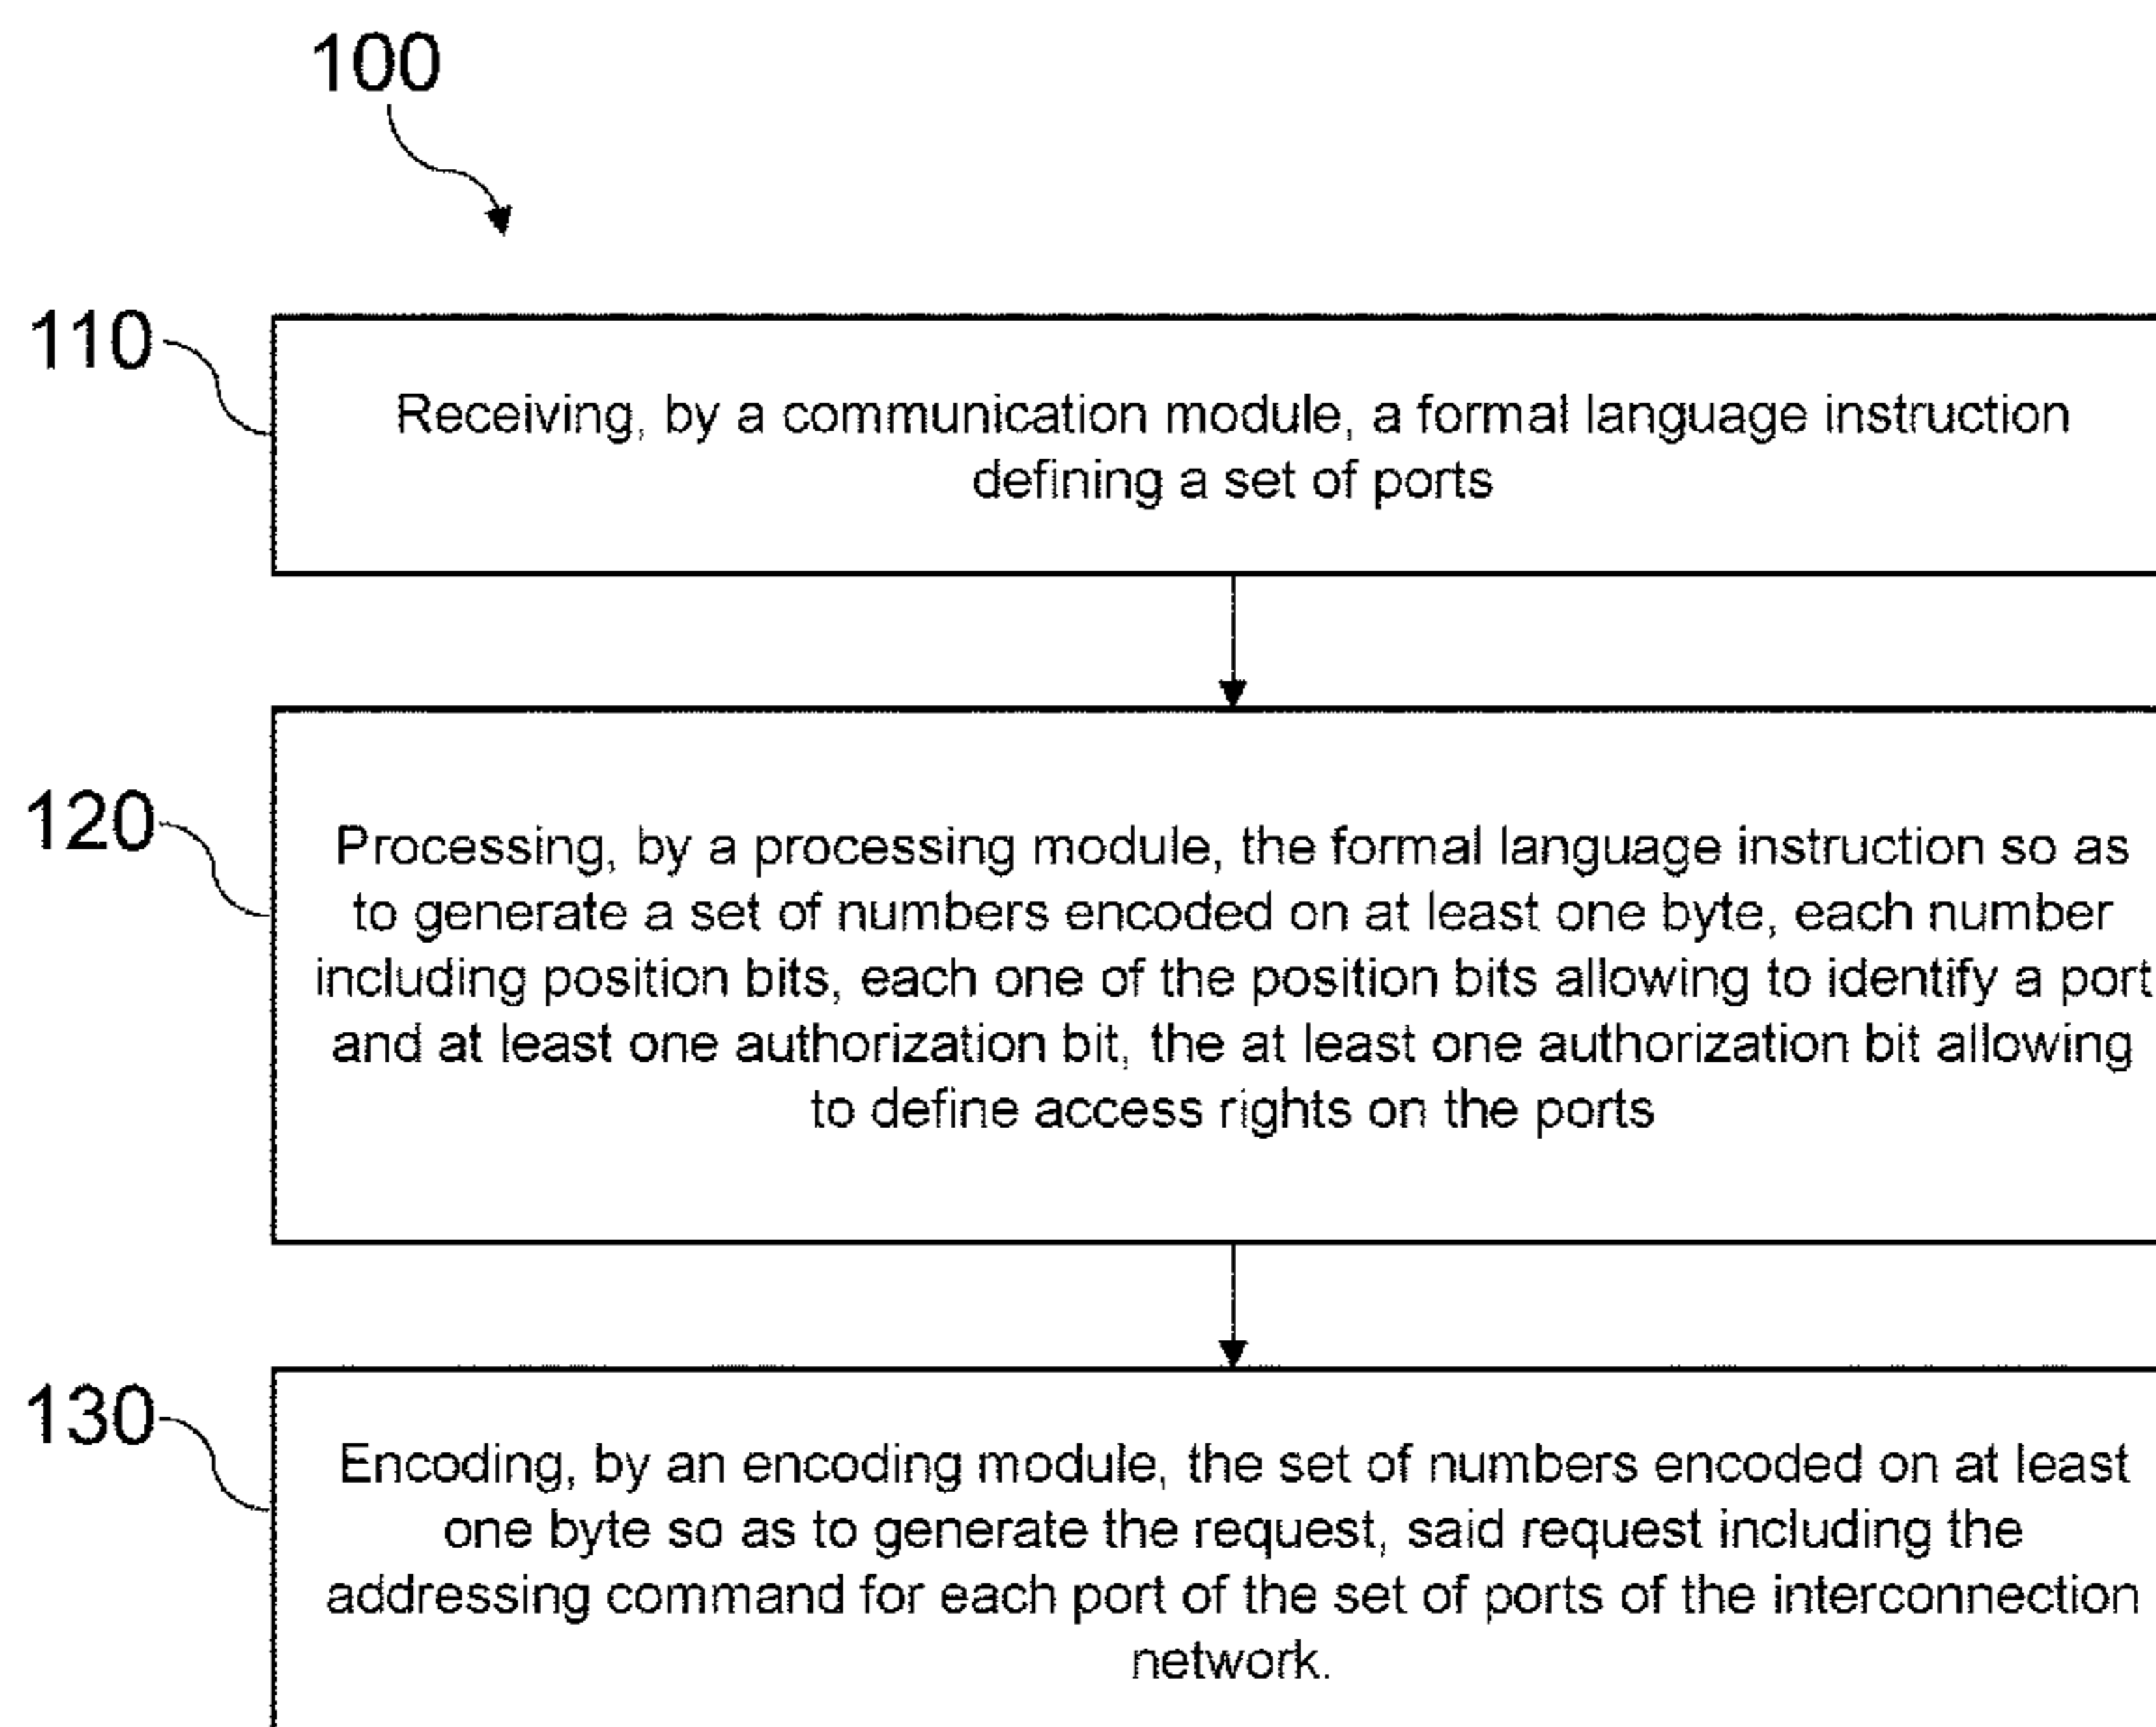 100
110
Receiving, by a communication module, a formal language instruction
defining a set of ports
120
Processing, by a processing module, the formal language instruction so as
to generate a set of numbers encoded on at least one byte, each number
including position bits, each one of the position bits allowing to identify a port
and at least one authorization bit, the at least one authorization bit allowing
to define access rights on the ports
130
Encoding, by an encoding module, the set of numbers encoded on at least
one byte so as to generate the request, said request including the
addressing command for each port of the set of ports of the interconnection
network.